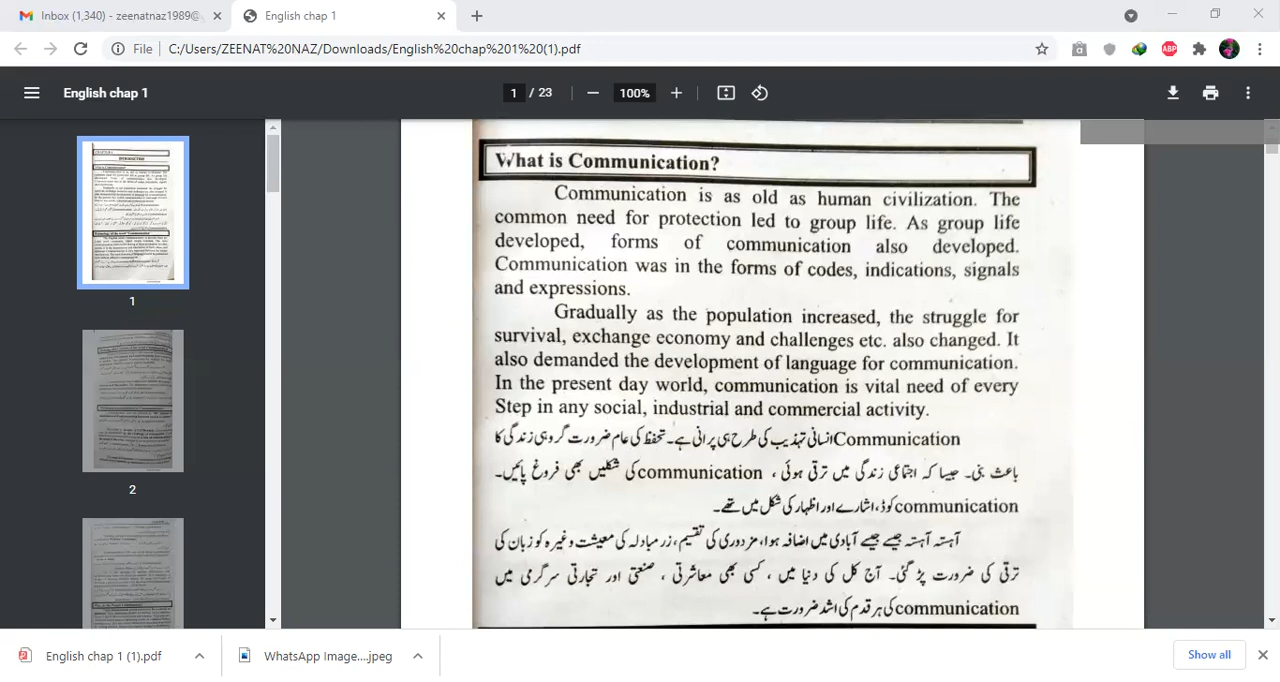 Inbox (1,340) - zeenatnaz1989@
English chap 1
File
C:/Users/ZEENAT%20NAZ/Downloads/English%20chap%201%20(1).pdf
ABP
English chap 1
1 / 23
100%
What is Communication?
Communication is as old as human civilization. The
common need for protection led to group life. As group life
developed, forms of communication also developed.
Communication was in the forms of codes, indications, signals
and expressions.
Gradually as the population increased, the struggle for
survival, exchange economy and challenges etc. also changed. It
also demanded the development of language for communication.
In the present day world, communication is vital need of every
Step in any social, industrial and commercial activity.
Communication انسانی تہذیب کی طرح ہی پرانی ہے۔ تحفظ کی عام ضرورت گروہی زندگی کا
باعث بنی۔ جیسا کہ اجتماعی زندگی میں ترقی ہوئی ، communication کی شکلیں بھی فروغ پائیں۔
communication کوڈ، اشارے اور اظہار کی شکل میں تھے۔
آہستہ آہستہ جیسے جیسے آبادی میں اضافہ ہوا، مزدوری کی تقسیم، زر مبادلہ کی معیشت وغیرہ کو زبان کی
ترقی کی ضرورت پڑ گئی۔ آج کل کی دنیا میں ، کسی بھی معاشرتی ، صنعتی اور تجارتی سرگرمی میں
communication کی ہر قدم کی اشد ضرورت ہے۔
1
2
English chap 1 (1).pdf
WhatsApp Image....jpeg
Show all